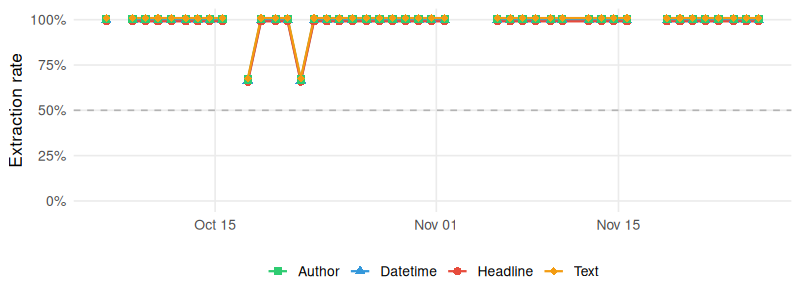 100%
75%
50%
25%
0%
Extraction rate
Oct 15 Nov 01 Nov 15
Author Datetime Headline Text